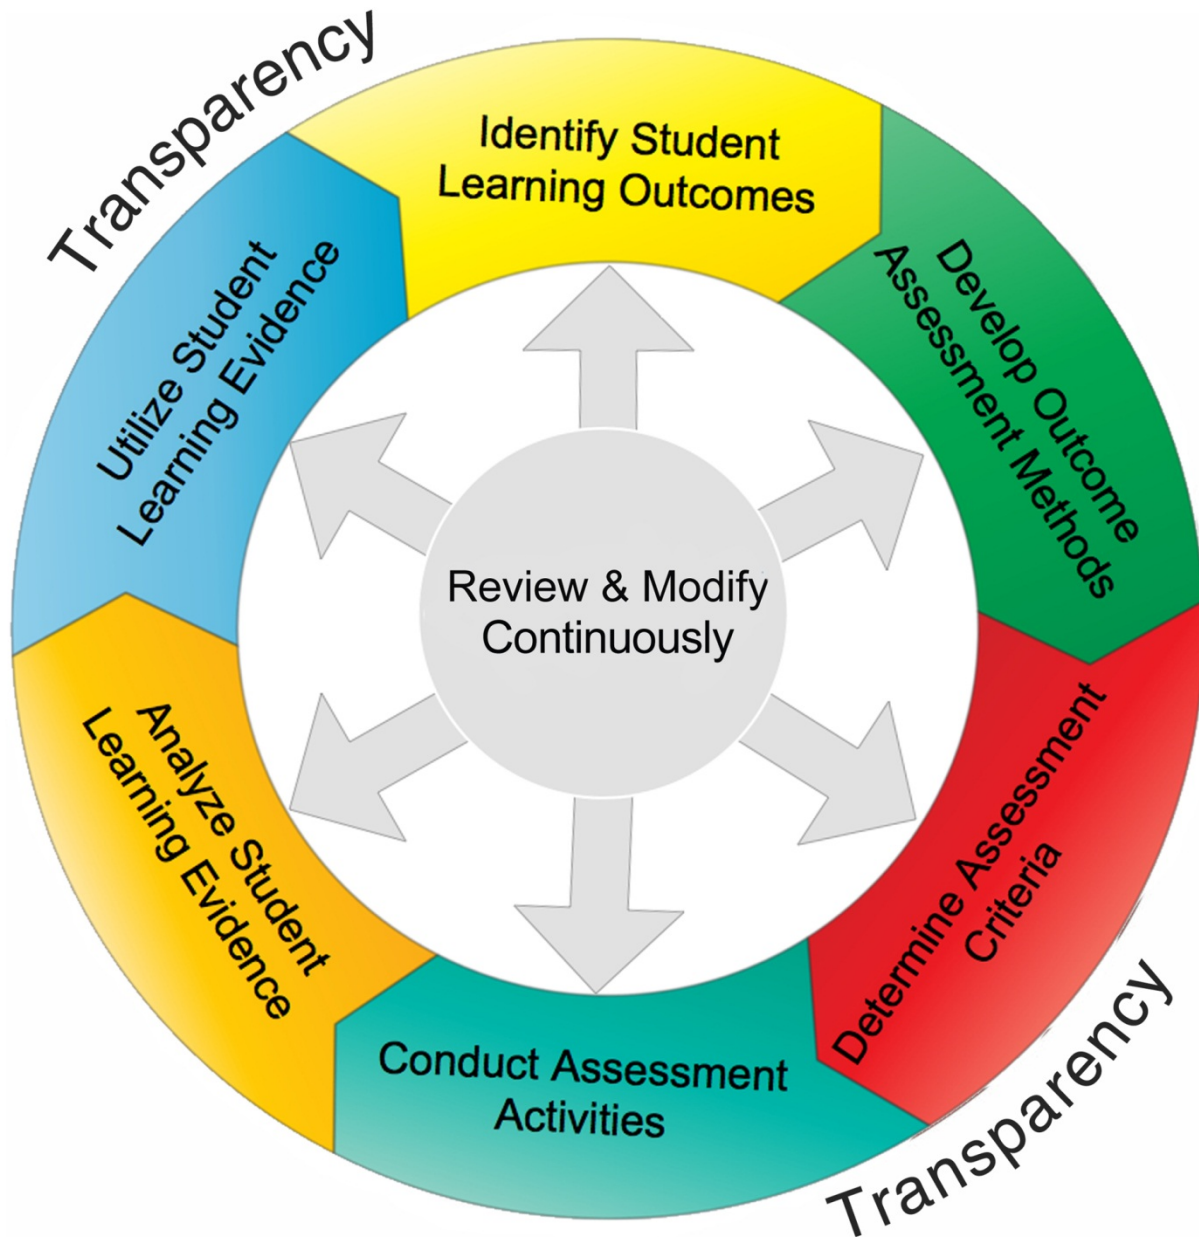 Transparency
Identify Student
Learning Outcomes
Develop Outcome
Assessment Methods
Determine Assessment
Criteria
Conduct Assessment
Activities
Analyze Student
Learning Evidence
Utilize Student
Learning Evidence
Review & Modify
Continuously
Transparency